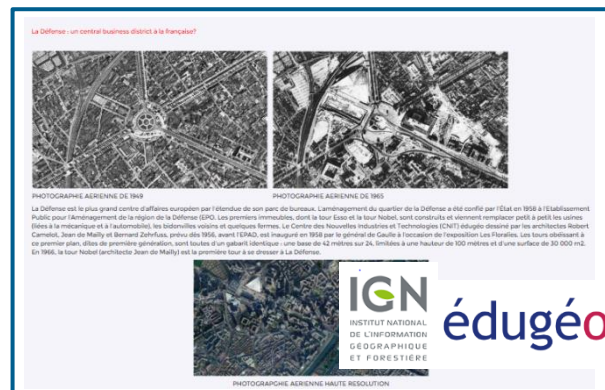 La Défense : un central business district à la française?
PHOTOGRAPHIE AERIENNE DE 1949
PHOTOGRAPHIE AERIENNE DE 1965
La Défense est le plus grand centre d'affaires européen par l'étendue de son parc de bureaux. L'aménagement du quartier de la Défense a été confié par l'État en 1958 à l'Etablissement
Public pour l'Aménagement de la région de la Défense (EPO). Les premiers immeubles, dont la tour Esso et la tour Nobel, sont construits et viennent remplacer petit à petit les usines
(liées à la mécanique et à l'automobile), les bidonvilles voisins et quelques fermes. Le Centre des Nouvelles Industries et Technologies (CNIT) édugéo dessiné par les architectes Robert
Camelot, Jean de Mailly et Bernard Zehrfuss, prévu dès 1956, avant l'EPAD, est inauguré en 1958 par le général de Gaulle à l'occasion de l'exposition Les Floralies. Les tours obéissant à
ce premier plan, dites de première génération, sont toutes d'un gabarit identique : une base de 42 mètres sur 24, limitées à une hauteur de 100 mètres et d'une surface de 30 000 m2.
En 1966, la tour Nobel (architecte Jean de Mailly) est la première tour à se dresser à La Défense.
IGN
INSTITUT NATIONAL
DE L'INFORMATION
GÉOGRAPHIQUE
ET FORESTIÈRE
édugéo
PHOTOGRAPGHIE AERIENNE HAUTE RESOLUTION